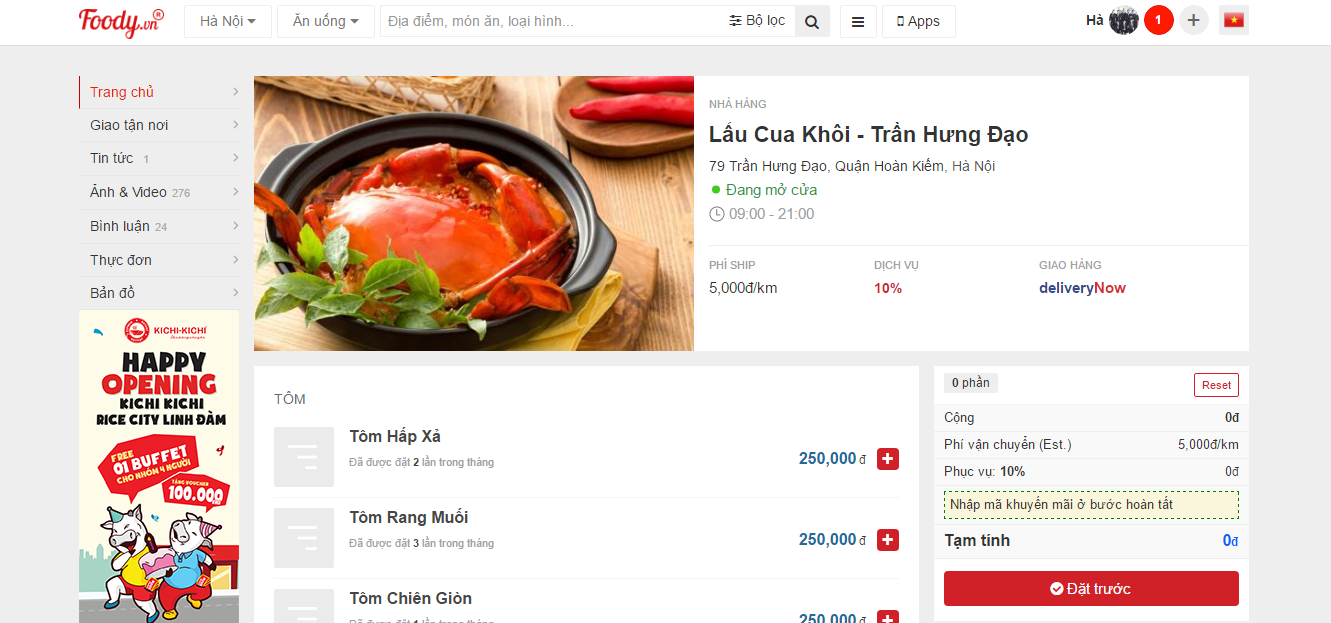 Foody.vn®
Hà Nội
Ăn uống
Địa điểm, món ăn, loại hình...
Bộ lọc
Apps
Hà
1
Trang chủ
Giao tận nơi
Tin tức 1
Ảnh & Video 276
Bình luận 24
Thực đơn
Bản đồ
KICHI-KICHI
HAPPY
OPENING
KICHI KICHI
RICE CITY LINH ĐÀM
FREE
01 BUFFET
CHO NHÓM 4 NGƯỜI
TẶNG VOUCHER
100.000
NHÀ HÀNG
Lẩu Cua Khôi - Trần Hưng Đạo
79 Trần Hưng Đạo, Quận Hoàn Kiếm, Hà Nội
Đang mở cửa
09:00 - 21:00
PHÍ SHIP
5,000đ/km
DỊCH VỤ
10%
GIAO HÀNG
deliveryNow
TÔM
Tôm Hấp Xả
Đã được đặt 2 lần trong tháng
250,000 đ
Tôm Rang Muối
Đã được đặt 3 lần trong tháng
250,000 đ
Tôm Chiên Giòn
Đã được đặt 1 lần trong tháng
250,000 đ
0 phần
Reset
Cộng 0đ
Phí vận chuyển (Est.) 5,000đ/km
Phục vụ: 10% 0đ
Nhập mã khuyến mãi ở bước hoàn tất
Tạm tính 0đ
Đặt trước